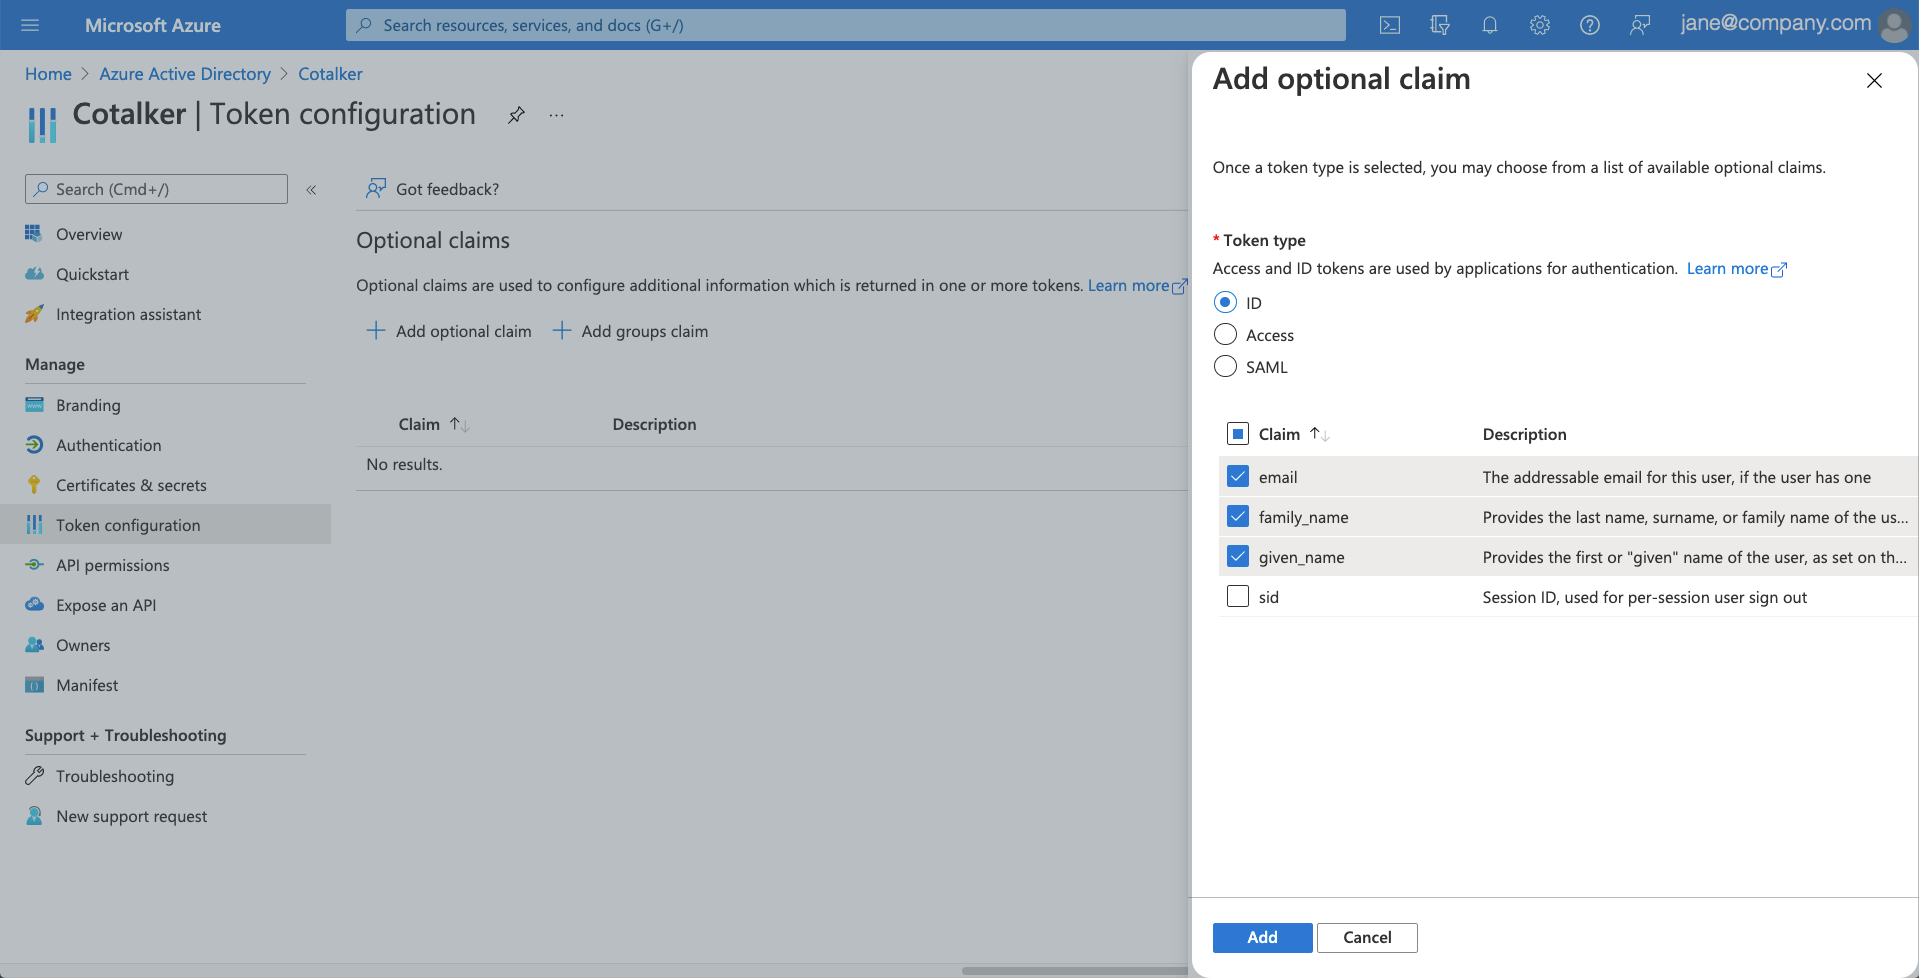 Microsoft Azure
Search resources, services, and docs (G+/)
jane@company.com
Home > Azure Active Directory > Cotalker
Cotalker | Token configuration
Search (Cmd+/)
Overview
Quickstart
Integration assistant
Manage
Branding
Authentication
Certificates & secrets
Token configuration
API permissions
Expose an API
Owners
Manifest
Support + Troubleshooting
Troubleshooting
New support request
Got feedback?
Optional claims
Optional claims are used to configure additional information which is returned in one or more tokens. Learn more
Add optional claim Add groups claim
Claim Description
No results.
Add optional claim
Once a token type is selected, you may choose from a list of available optional claims.
* Token type
Access and ID tokens are used by applications for authentication. Learn more
ID
Access
SAML
Claim Description
email The addressable email for this user, if the user has one
family_name Provides the last name, surname, or family name of the us...
given_name Provides the first or "given" name of the user, as set on th...
sid Session ID, used for per-session user sign out
Add Cancel